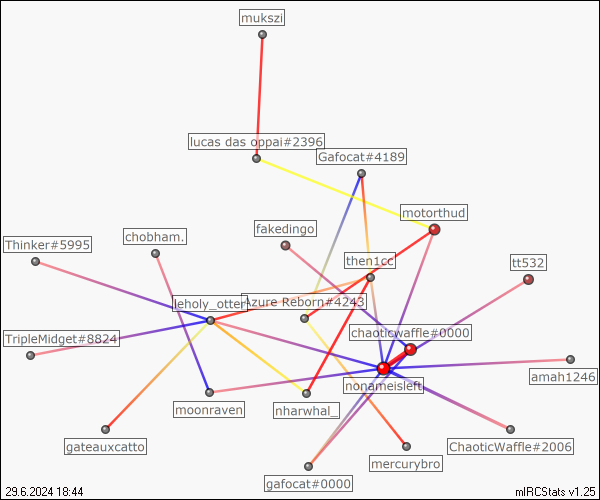 mukszi
lucas das oppai#2396
Gafocat#4189
motorthud
fakedingo
chobham.
Thinker#5995
then1cc
tt532
leholy_otter
Azure Reborn#4243
chaoticwaffle#0000
TripleMidget#8824
nonameisleft
amah1246
moonraven
nharwhal_
gateauxcatto
ChaoticWaffle#2006
mercurybro
gafocat#0000
29.6.2024 18:44
mIRCStats v1.25